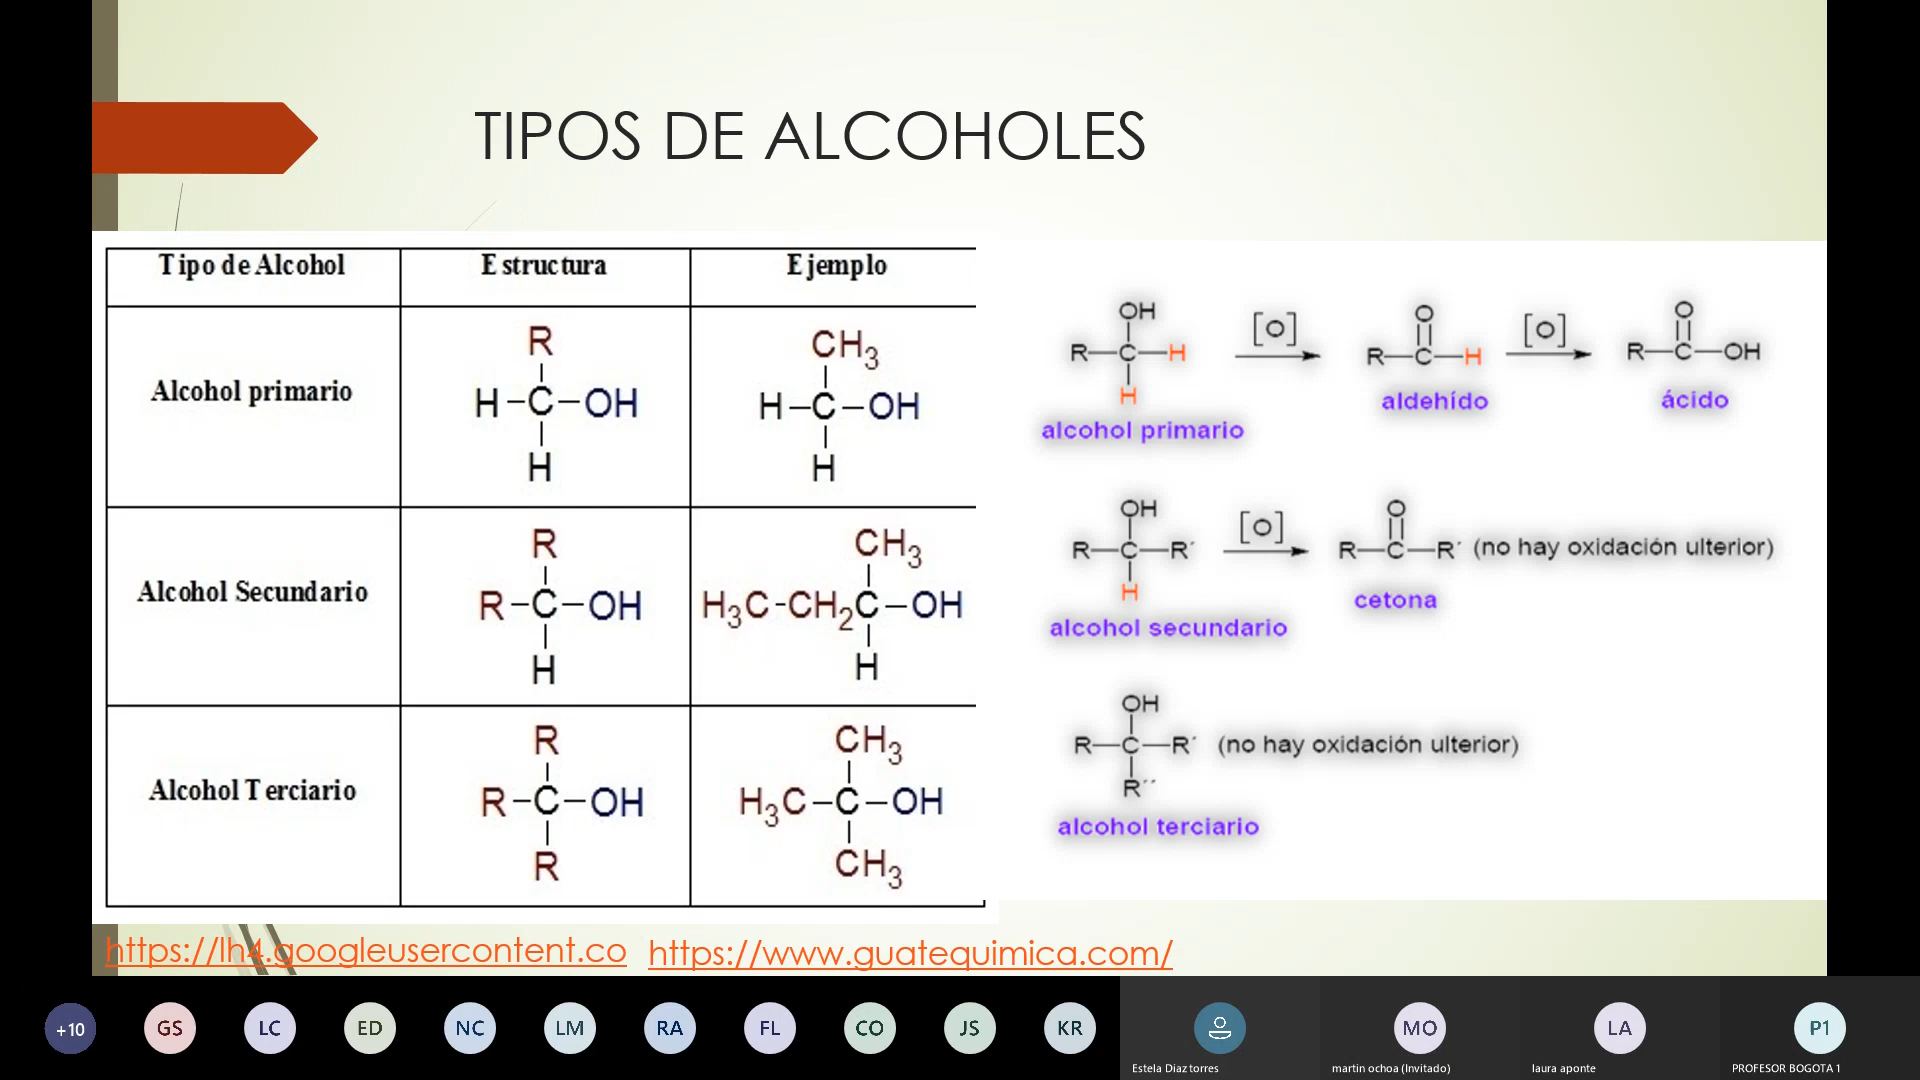 TIPOS DE ALCOHOLES
Tipo de Alcohol Estructura Ejemplo
Alcohol primario
R
H–C–OH
H
CH3
H–C–OH
H
Alcohol Secundario
R
R–C–OH
H
CH3
H3C-CH2C–OH
H
Alcohol Terciario
R
R–C–OH
R
CH3
H3C–C–OH
CH3
OH
R—C—H
H
alcohol primario
[O]
O
R—C—H
aldehído
[O]
O
R—C—OH
ácido
OH
R—C—R´
H
alcohol secundario
[O]
O
R—C—R´ (no hay oxidación ulterior)
cetona
OH
R—C—R´ (no hay oxidación ulterior)
R´´
alcohol terciario
https://lh4.googleusercontent.co https://www.guatequimica.com/
+10 GS LC ED NC LM RA FL CO JS KR MO LA P1
Estela Diaz torres martin ochoa (Invitado) laura aponte PROFESOR BOGOTA 1